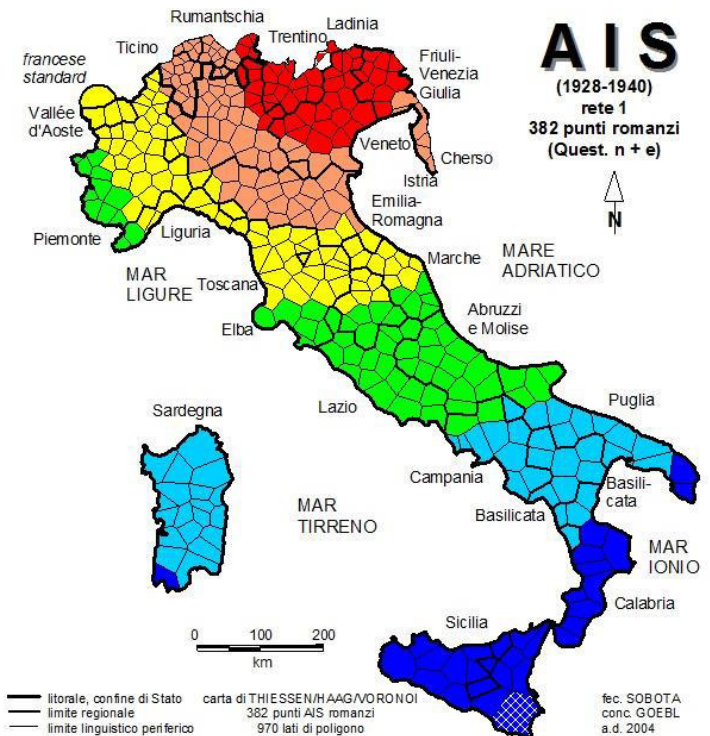 AIS
(1928-1940)
rete 1
382 punti romanzi
(Quest. n + e)
N
Rumantschia
Ladinia
Ticino
Trentino
francese
standard
Friuli-
Venezia
Giulia
Vallée
d'Aoste
Veneto
Cherso
Istria
Emilia-
Romagna
Piemonte
Liguria
MAR
LIGURE
Marche
MARE
ADRIATICO
Toscana
Elba
Abruzzi
e Molise
Lazio
Puglia
Sardegna
Campania
Basili-
cata
Basilicata
MAR
TIRRENO
MAR
IONIO
Calabria
Sicilia
0 100 200
km
litorale, confine di Stato
limite regionale
limite linguistico periferico
carta di THIESSEN/HAAG/VORONOI
382 punti AIS romanzi
970 lati di poligono
fec. SOBOTA
conc. GOEBL
a.d. 2004